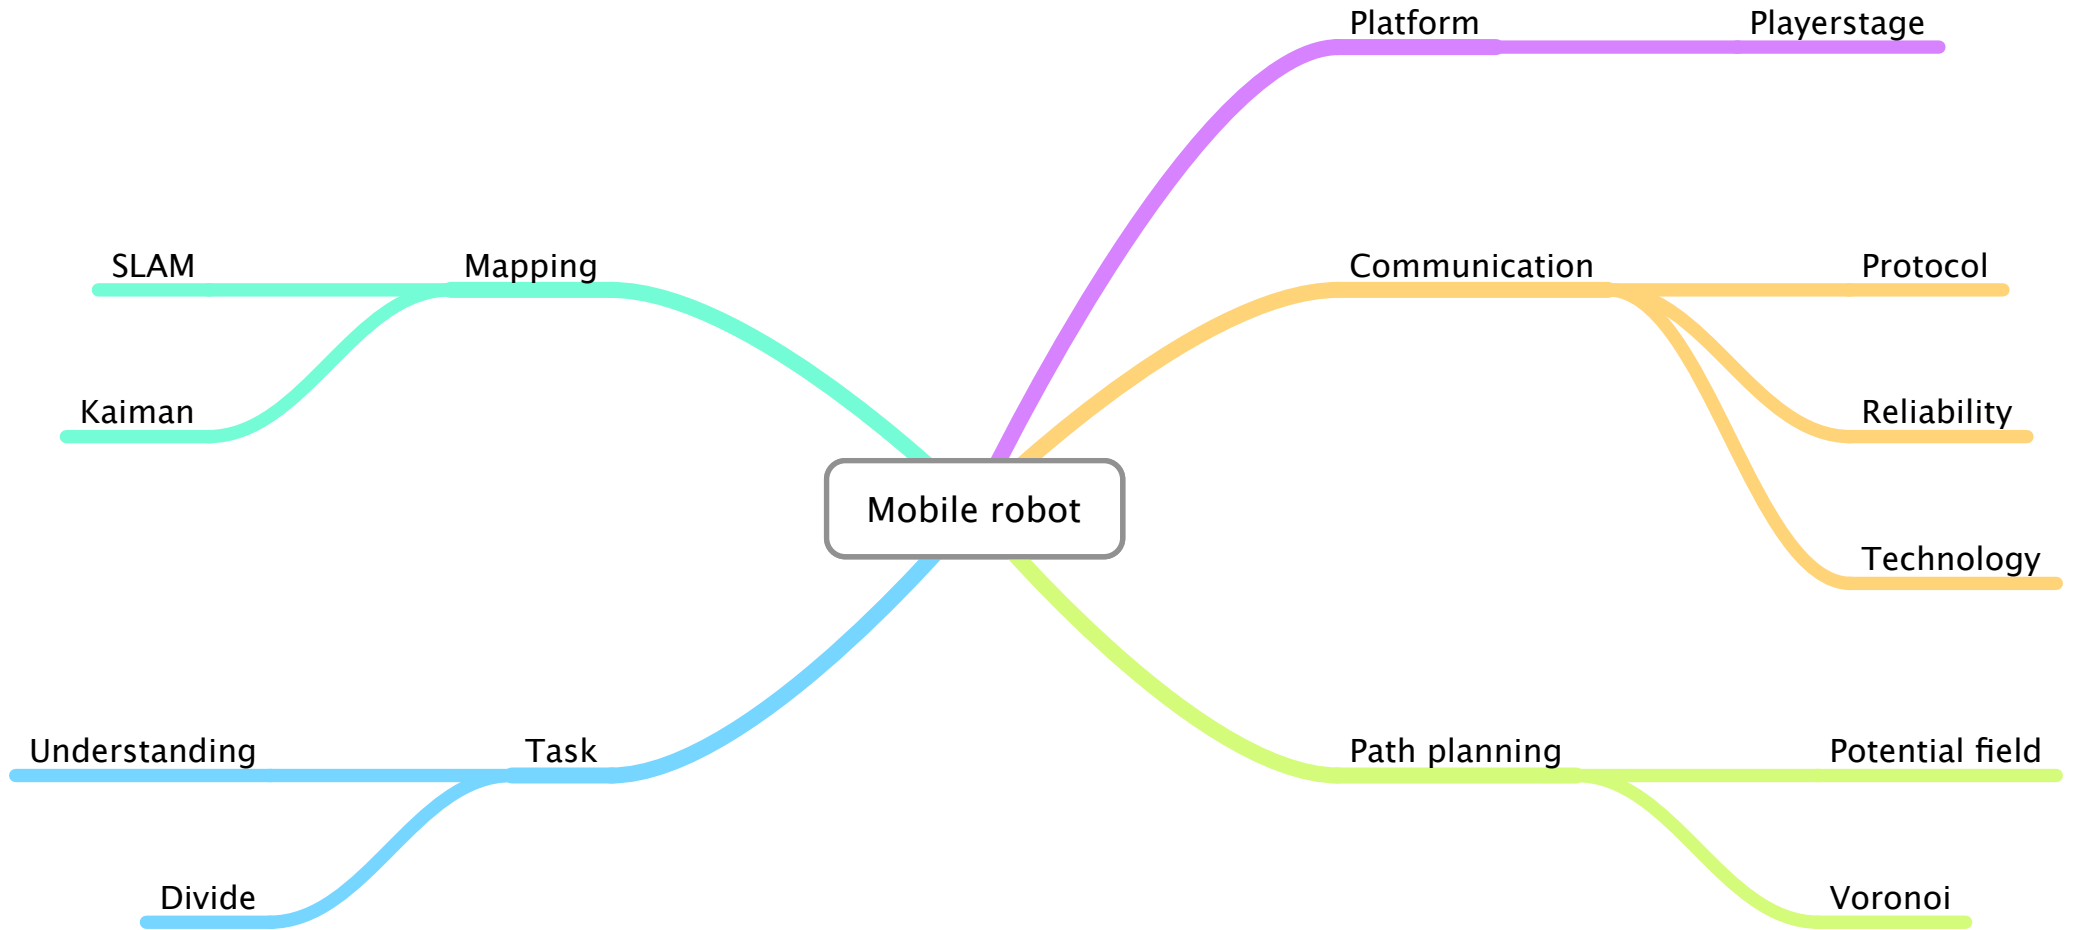 Platform
Playerstage
SLAM
Mapping
Communication
Protocol
Kaiman
Reliability
Mobile robot
Technology
Understanding
Task
Path planning
Potential field
Divide
Voronoi